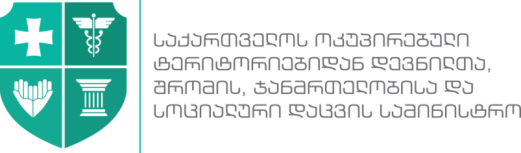 საქართველოს ოკუპირებული
ტერიტორიებიდან დევნილთა,
შრომის, ჯანმრთელობისა და
სოციალური დაცვის სამინისტრო